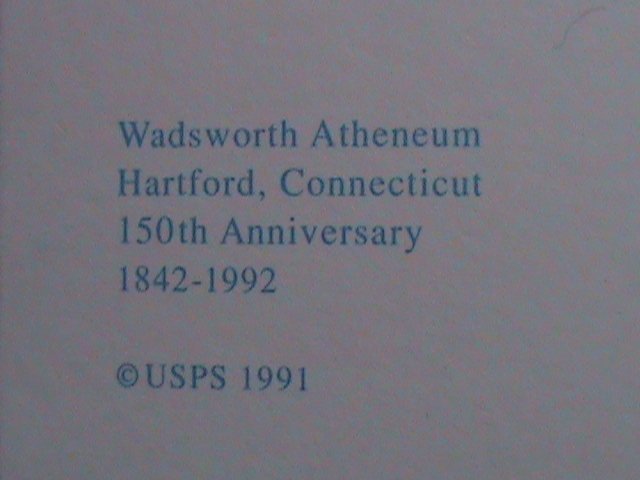 Wadsworth Atheneum
Hartford, Connecticut
150th Anniversary
1842-1992
©USPS 1991